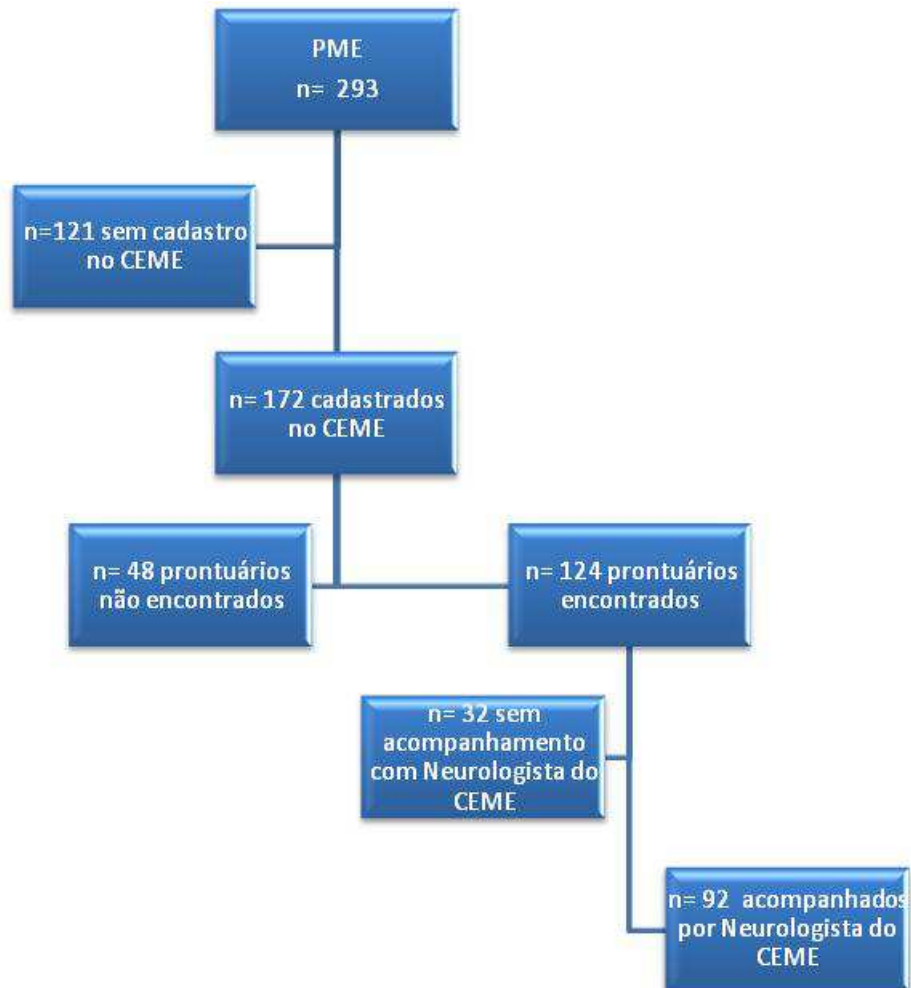 PME
n= 293
n=121 sem cadastro
no CEME
n= 172 cadastrados
no CEME
n= 48 prontuários
não encontrados
n= 124 prontuários
encontrados
n= 32 sem
acompanhamento
com Neurologista do
CEME
n= 92 acompanhados
por Neurologista do
CEME